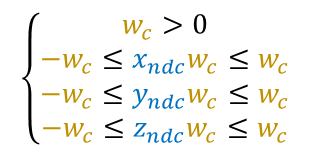 w_c > 0
−w_c ≤ x_ndc w_c ≤ w_c
−w_c ≤ y_ndc w_c ≤ w_c
−w_c ≤ z_ndc w_c ≤ w_c